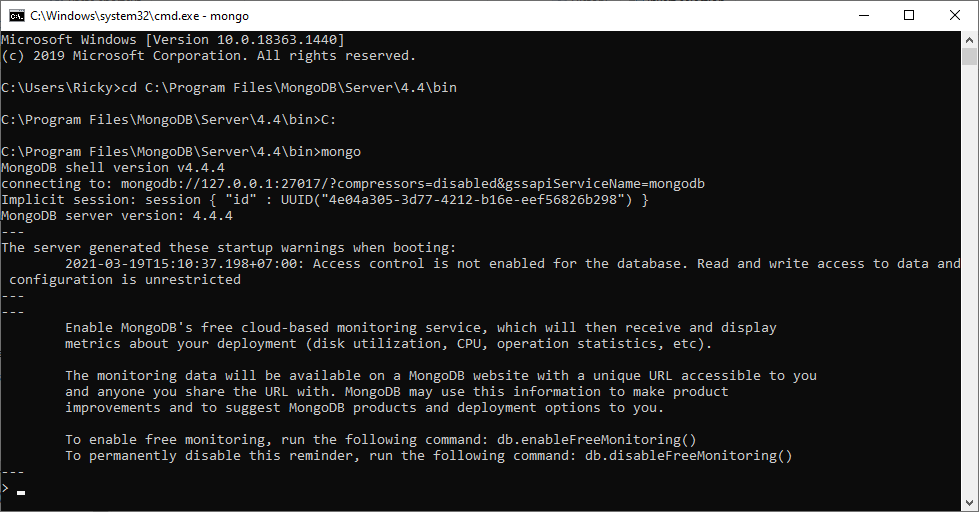 C:\Windows\system32\cmd.exe - mongo
Microsoft Windows [Version 10.0.18363.1440]
(c) 2019 Microsoft Corporation. All rights reserved.
C:\Users\Ricky>cd C:\Program Files\MongoDB\Server\4.4\bin
C:\Program Files\MongoDB\Server\4.4\bin>C:
C:\Program Files\MongoDB\Server\4.4\bin>mongo
MongoDB shell version v4.4.4
connecting to: mongodb://127.0.0.1:27017/?compressors=disabled&gssapiServiceName=mongodb
Implicit session: session { "id" : UUID("4e04a305-3d77-4212-b16e-eef56826b298") }
MongoDB server version: 4.4.4
---
The server generated these startup warnings when booting:
        2021-03-19T15:10:37.198+07:00: Access control is not enabled for the database. Read and write access to data and
 configuration is unrestricted
---
---
        Enable MongoDB's free cloud-based monitoring service, which will then receive and display
        metrics about your deployment (disk utilization, CPU, operation statistics, etc).
        The monitoring data will be available on a MongoDB website with a unique URL accessible to you
        and anyone you share the URL with. MongoDB may use this information to make product
        improvements and to suggest MongoDB products and deployment options to you.
        To enable free monitoring, run the following command: db.enableFreeMonitoring()
        To permanently disable this reminder, run the following command: db.disableFreeMonitoring()
---
>